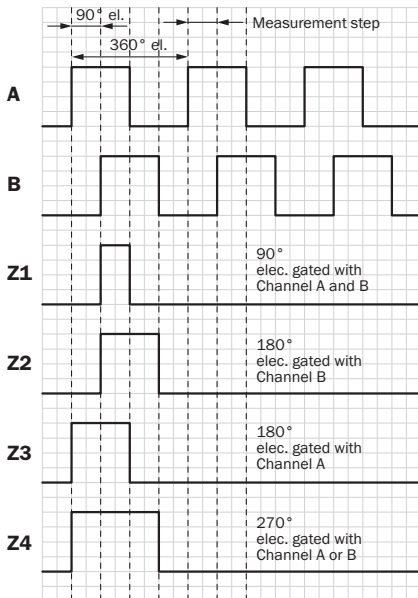 90° el.
Measurement step
360° el.
A
B
Z1
90°
elec. gated with
Channel A and B
Z2
180°
elec. gated with
Channel B
Z3
180°
elec. gated with
Channel A
Z4
270°
elec. gated with
Channel A or B